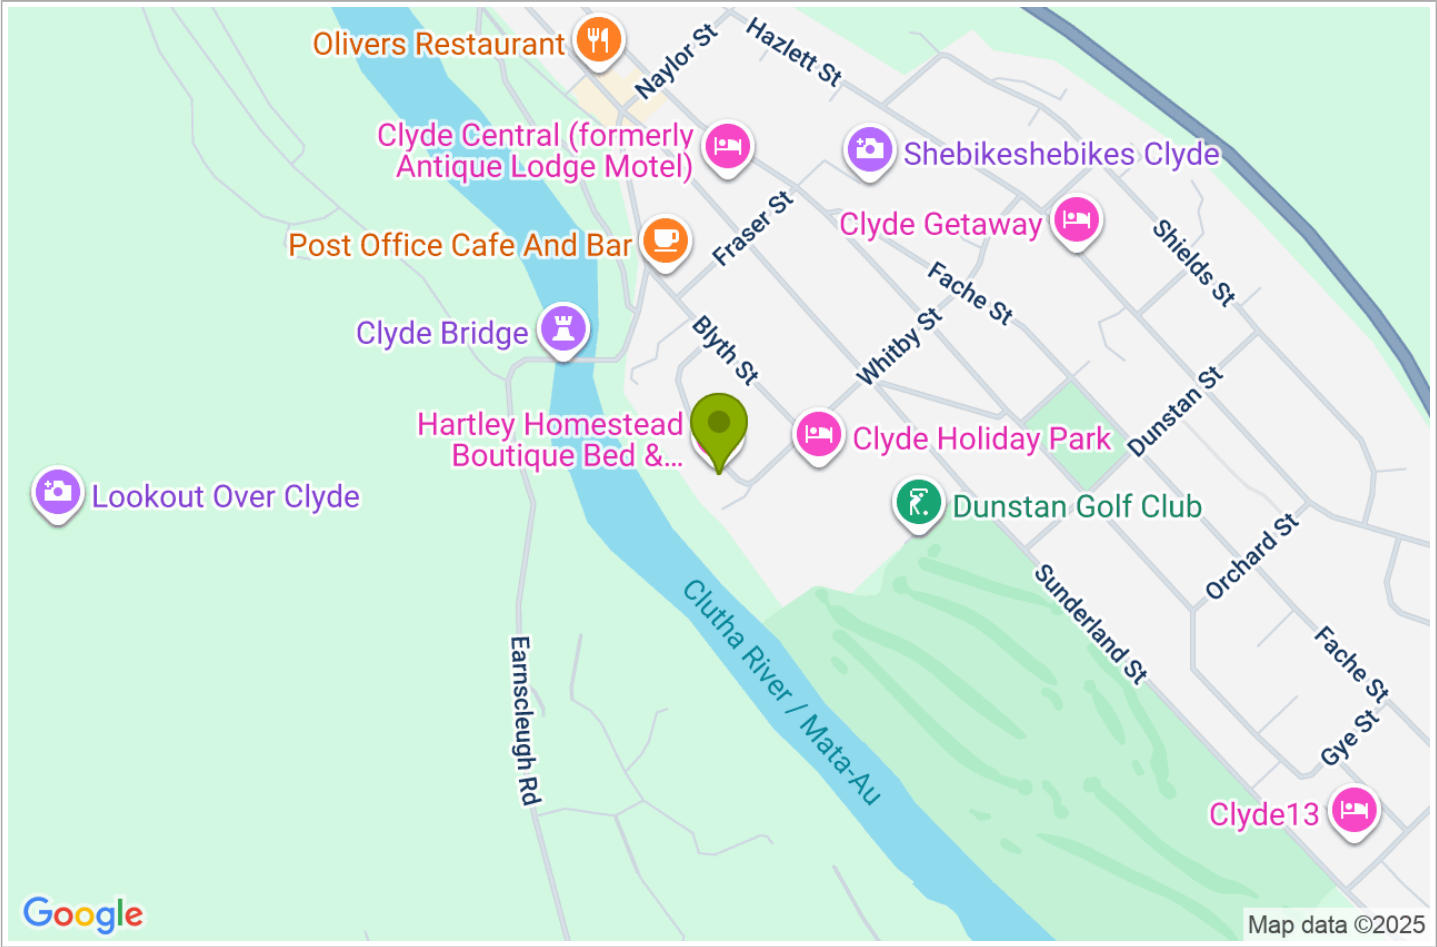 Olivers Restaurant
Naylor St
Hazlett St
Clyde Central (formerly
Antique Lodge Motel)
Shebikeshebikes Clyde
Fraser St
Clyde Getaway
Post Office Cafe And Bar
Shields St
Fache St
Clyde Bridge
Blyth St
Whitby St
Dunstan St
Hartley Homestead
Boutique Bed &...
Clyde Holiday Park
Lookout Over Clyde
Dunstan Golf Club
Orchard St
Sunderland St
Clutha River / Mata-Au
Earnscleugh Rd
Fache St
Gye St
Clyde13
Google
Map data ©2025